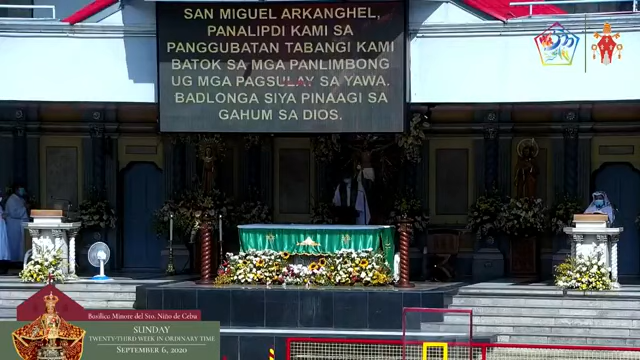 SAN MIGUEL ARKANGHEL,
PANALIPDI KAMI SA
PANGGUBATAN TABANGI KAMI
BATOK SA MGA PANLIMBONG
UG MGA PAGSULAY SA YAWA.
BADLONGA SIYA PINAAGI SA
GAHUM SA DIOS.
Basilica Minore del Sto. Niño de Cebu
SUNDAY
TWENTY-THIRD WEEK IN ORDINARY TIME
SEPTEMBER 6, 2020